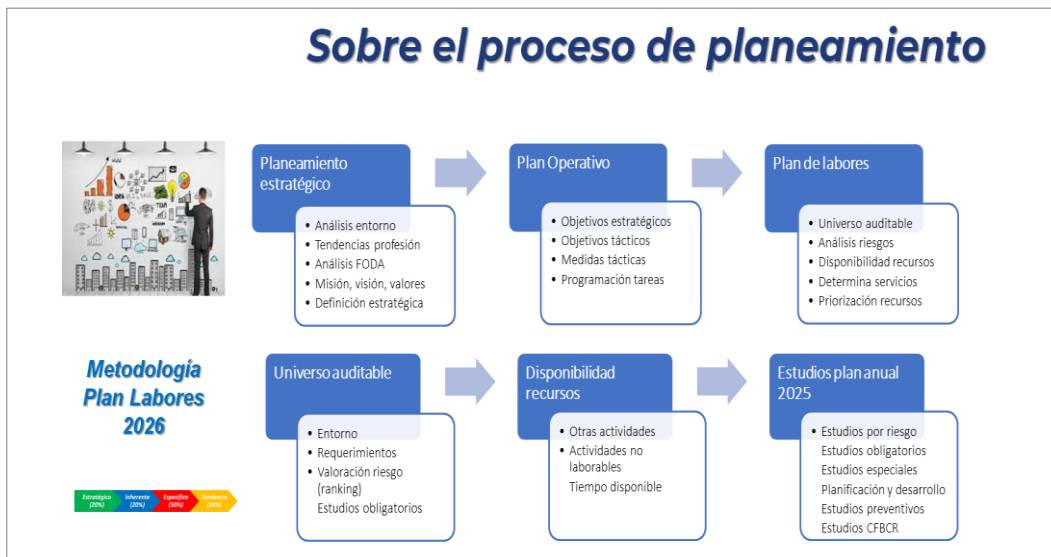 Sobre el proceso de planeamiento
Planeamiento
estratégico
• Análisis entorno
• Tendencias profesión
• Análisis FODA
• Misión, visión, valores
• Definición estratégica
Plan Operativo
• Objetivos estratégicos
• Objetivos tácticos
• Medidas tácticas
• Programación tareas
Plan de labores
• Universo auditable
• Análisis riesgos
• Disponibilidad recursos
• Determina servicios
• Priorización recursos
Metodología
Plan Labores
2026
Estratégico
(20%)
Inherente
(20%)
Específico
(50%)
Tendencia
(10%)
Universo auditable
• Entorno
• Requerimientos
• Valoración riesgo
(ranking)
Estudios obligatorios
Disponibilidad
recursos
• Otras actividades
• Actividades no
laborables
Tiempo disponible
Estudios plan anual
2025
• Estudios por riesgo
Estudios obligatorios
Estudios especiales
Planificación y desarrollo
Estudios preventivos
Estudios CFBCR